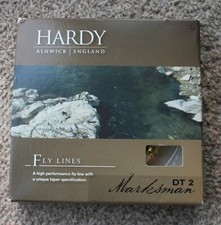 HARDY
ALNWICK | ENGLAND
FLY LINES
A high performance fly line with
a unique taper specification.
DT 2
Marksman